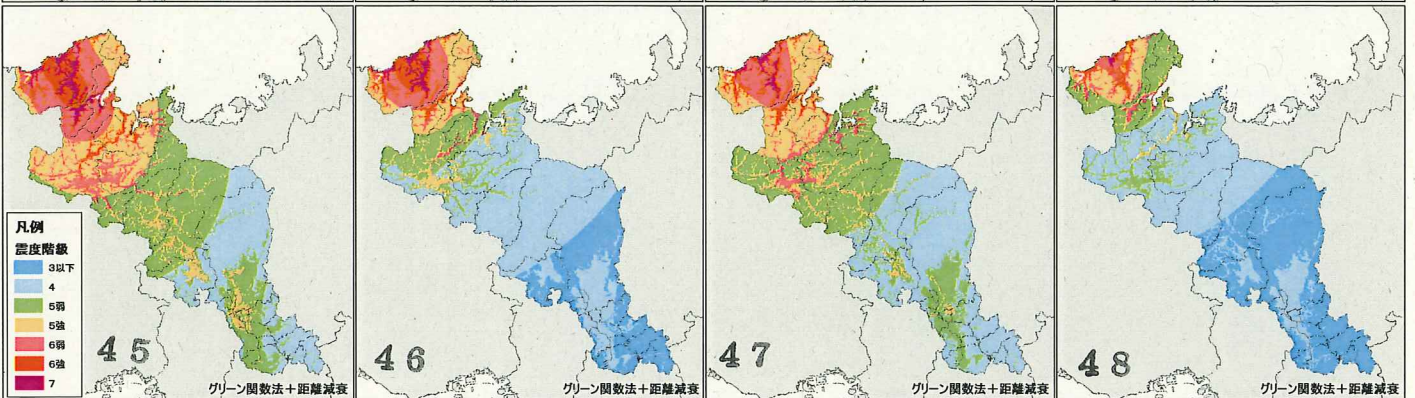 凡例
震度階級
3以下
4
5弱
5強
6弱
6強
7
45
グリーン関数法＋距離減衰
46
グリーン関数法＋距離減衰
47
グリーン関数法＋距離減衰
48
グリーン関数法＋距離減衰